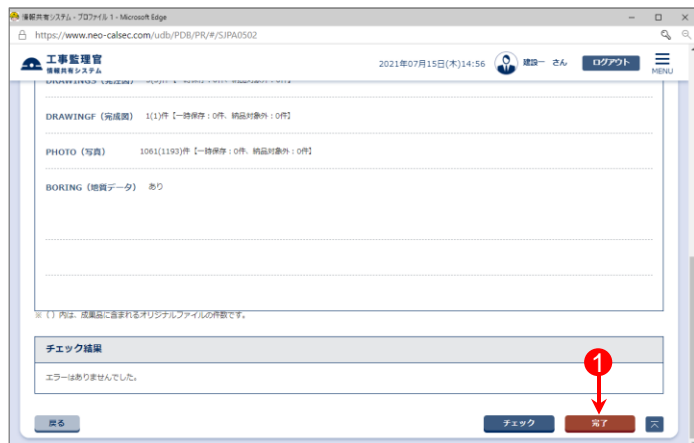 情報共有システム - プロファイル 1 - Microsoft Edge
https://www.neo-calsec.com/udb/PDB/PR/#/SJPA0502
工事監理官
情報共有システム
2021年07月15日(木)14:56 建設一 さん ログアウト MENU
DRAWINGF（完成図） 1(1)件【一時保存：0件、納品対象外：0件】
PHOTO（写真） 1061(1193)件【一時保存：0件、納品対象外：0件】
BORING（地質データ） あり
※（）内は、成果品に含まれるオリジナルファイルの件数です。
チェック結果
エラーはありませんでした。
1
戻る チェック 完了